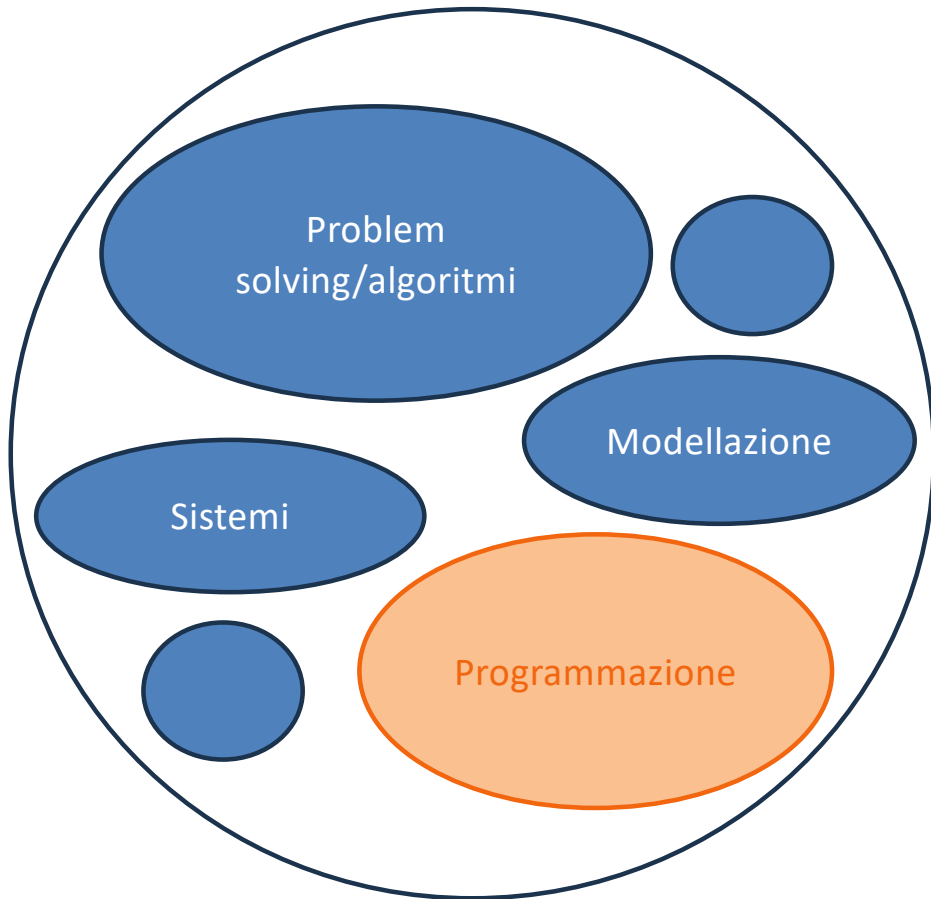 Problem
solving/algoritmi
Modellazione
Sistemi
Programmazione